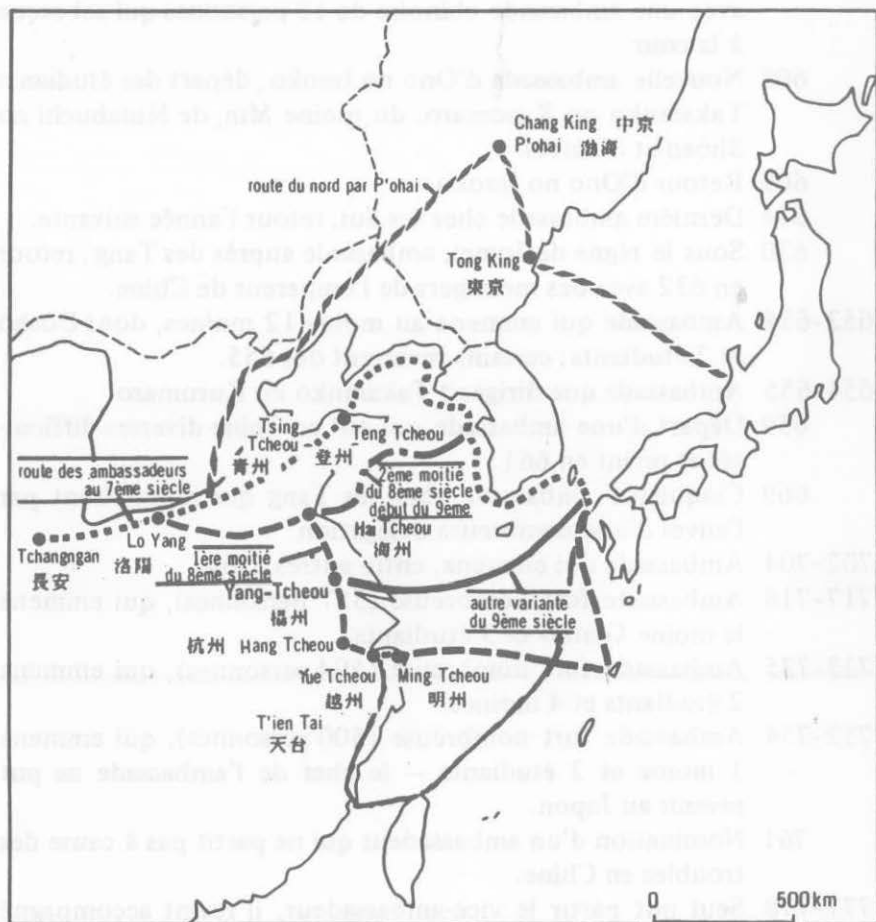 Chang King 中京
P'ohai 渤海
route du nord par P'ohai
Tong King
東京
Tsing
Tcheou
青州
Teng Tcheou
登州
route des ambassadeurs
au 7ème siècle
2ème moitié
du 8ème siècle
début du 9ème
Lo Yang
洛陽
Hai Tcheou
海州
Tchangngan
長安
1ère moitié
du 8ème siècle
Yang-Tcheou
福州
autre variante
du 9ème siècle
杭州 Hang Tcheou
Yue Tcheou
越州
Ming Tcheou
明州
T'ien Tai
天台
0 500 km